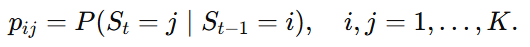 p_{ij} = P(S_t = j | S_{t−1} = i),   i, j = 1, . . . , K.